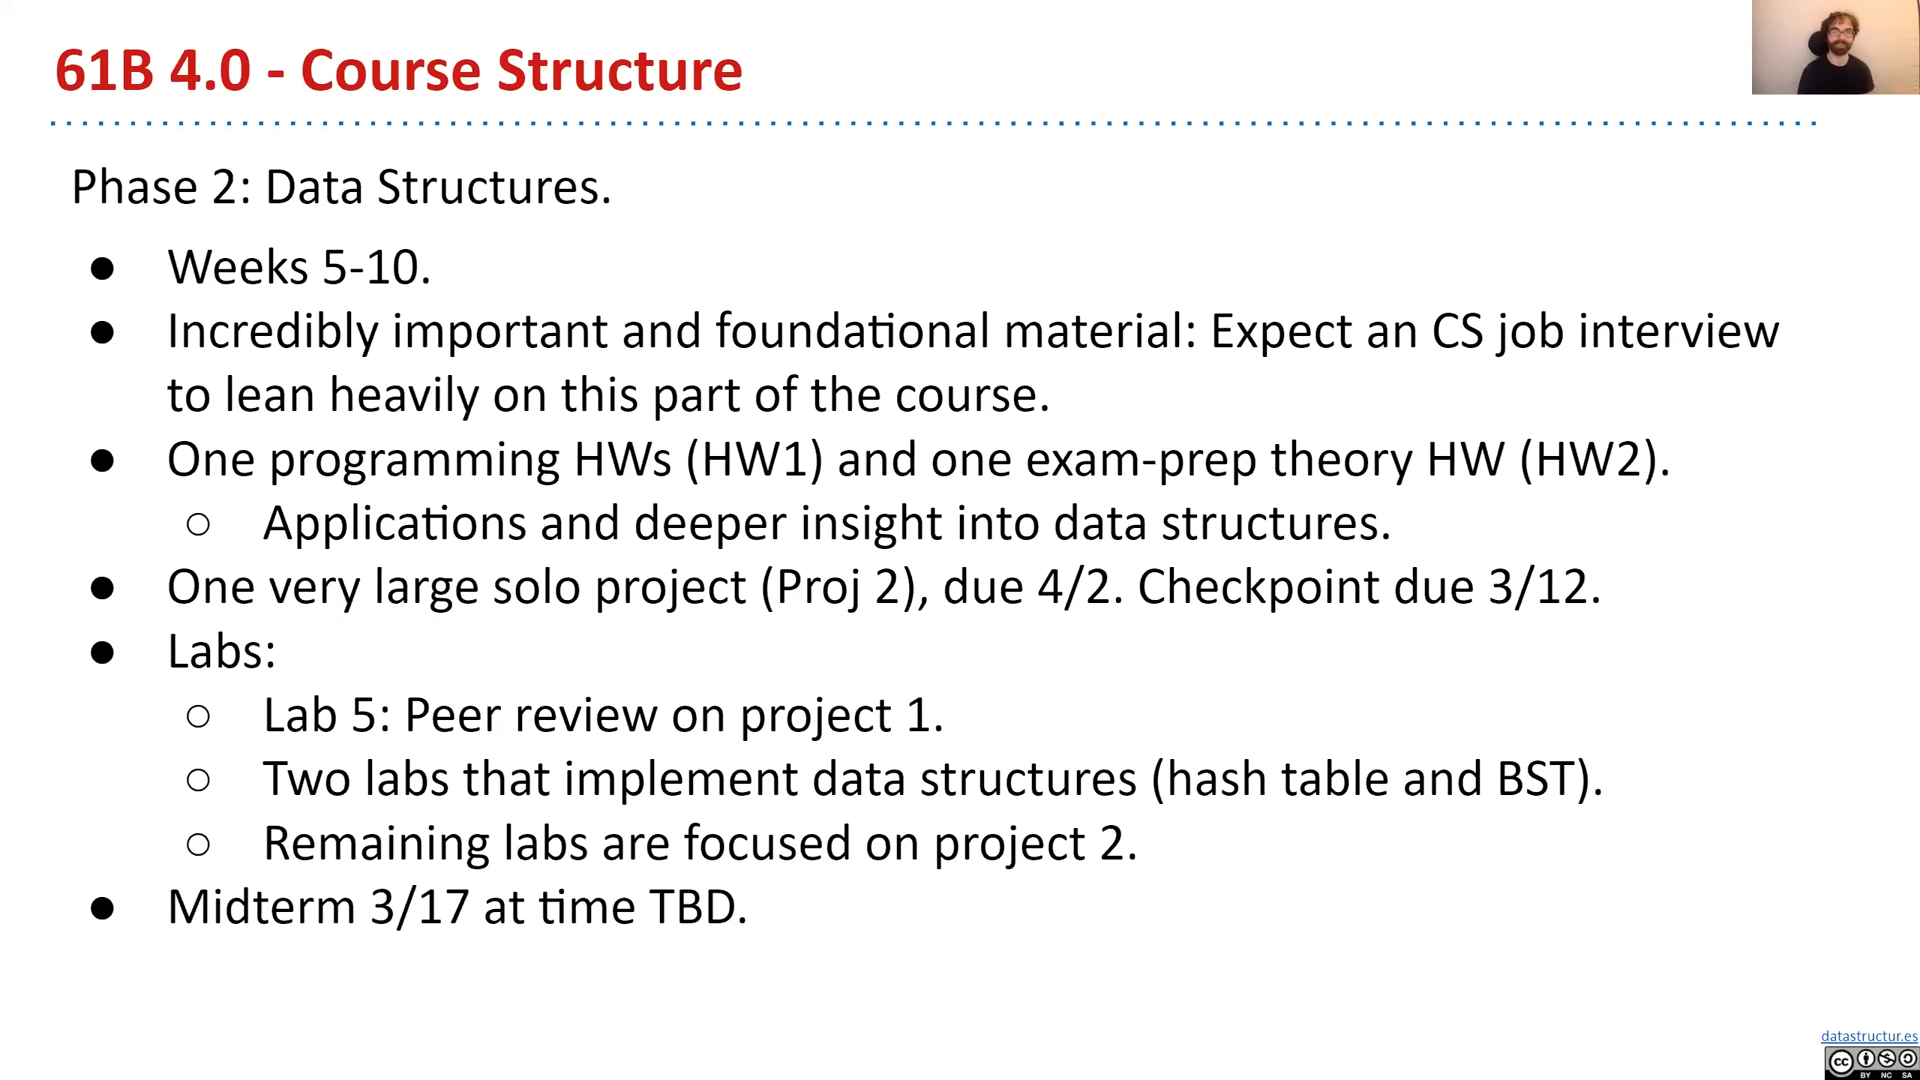 61B 4.0 - Course Structure
Phase 2: Data Structures.
● Weeks 5-10.
● Incredibly important and foundational material: Expect an CS job interview
to lean heavily on this part of the course.
● One programming HWs (HW1) and one exam-prep theory HW (HW2).
○ Applications and deeper insight into data structures.
● One very large solo project (Proj 2), due 4/2. Checkpoint due 3/12.
● Labs:
○ Lab 5: Peer review on project 1.
○ Two labs that implement data structures (hash table and BST).
○ Remaining labs are focused on project 2.
● Midterm 3/17 at time TBD.
datastructur.es
cc
BY NC SA